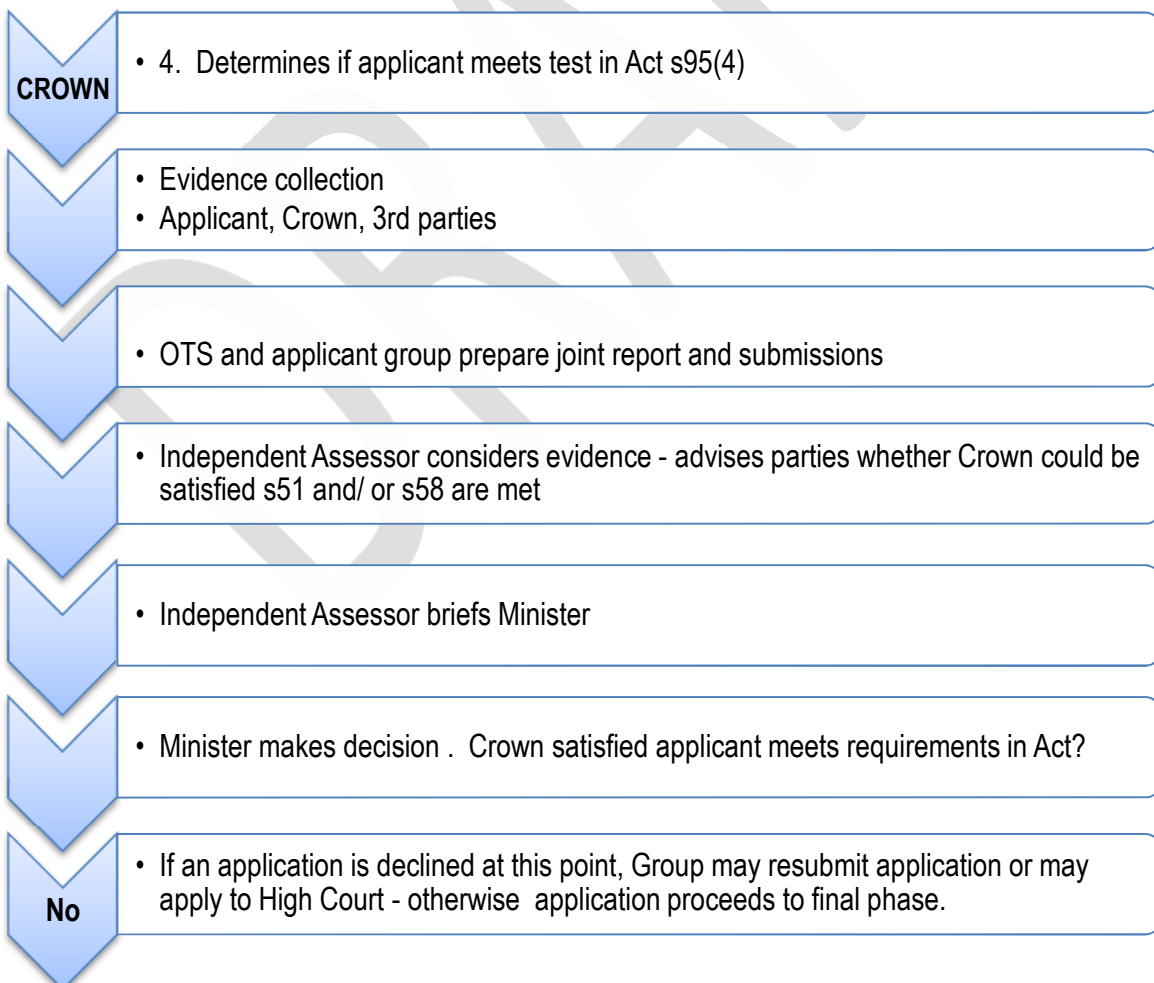 CROWN
• 4.  Determines if applicant meets test in Act s95(4)
• Evidence collection
• Applicant, Crown, 3rd parties
• OTS and applicant group prepare joint report and submissions
• Independent Assessor considers evidence - advises parties whether Crown could be
satisfied s51 and/ or s58 are met
• Independent Assessor briefs Minister
• Minister makes decision .  Crown satisfied applicant meets requirements in Act?
No
• If an application is declined at this point, Group may resubmit application or may
apply to High Court - otherwise  application proceeds to final phase.